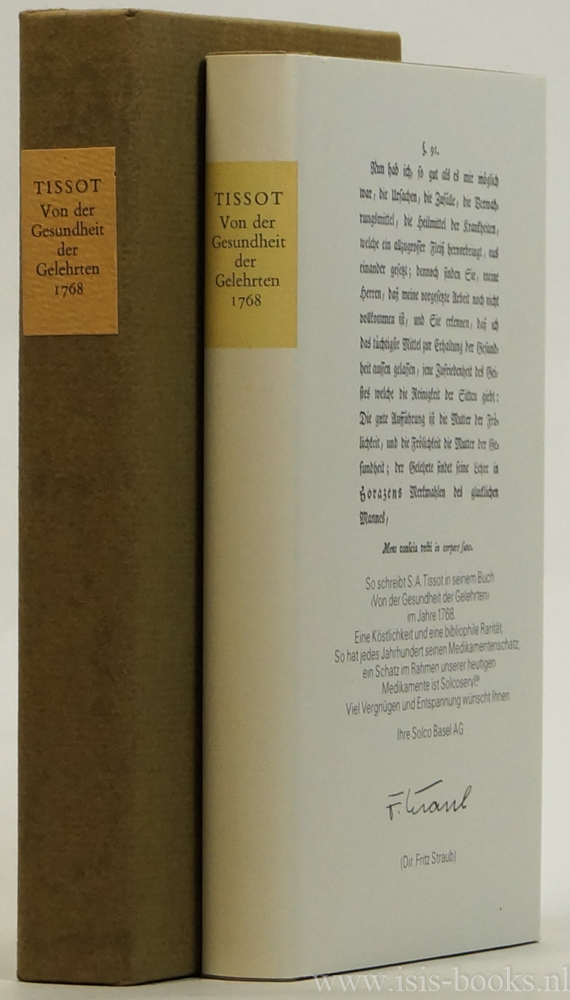 TISSOT
Von der
Gesundheit
der
Gelehrten
1768
TISSOT
Von der
Gesundheit
der
Gelehrten
1768
§. 91.
Nun hab ich, so gut als es mir möglich
war, die Ursachen, die Zufälle, die Verwah-
rungsmittel, die Heilmittel der Krankheiten,
welche ein allzugrosser Fleiß hervorbringt, aus
einander gesetzt; dennoch finden Sie, meine
Herren, daß meine vorgesetzte Arbeit noch nicht
vollkommen ist, und Sie erkennen, daß ich
das tüchtigste Mittel zur Erhaltung der Gesund-
heit aussen gelassen, jene Zufriedenheit des Gei-
stes welche die Reinigkeit der Sitten giebt:
Die gute Aufführung ist die Mutter der Frö-
lichkeit, und die Frölichkeit die Mutter der Ge-
sundheit; der Gelehrte findet seine Lehre in
Horazens Merkmahlen des glücklichen
Mannes,
Mens conscia recti in corpore sano.
So schreibt S. A. Tissot in seinem Buch
‹Von der Gesundheit der Gelehrten›
im Jahre 1768.
Eine Köstlichkeit und eine bibliophile Rarität.
So hat jedes Jahrhundert seinen Medikamentenschatz;
ein Schatz im Rahmen unserer heutigen
Medikamente ist Solcoseryl®
Viel Vergnügen und Entspannung wünscht Ihnen
Ihre Solco Basel AG
F. Straub
(Dir. Fritz Straub)
www.isis-books.nl